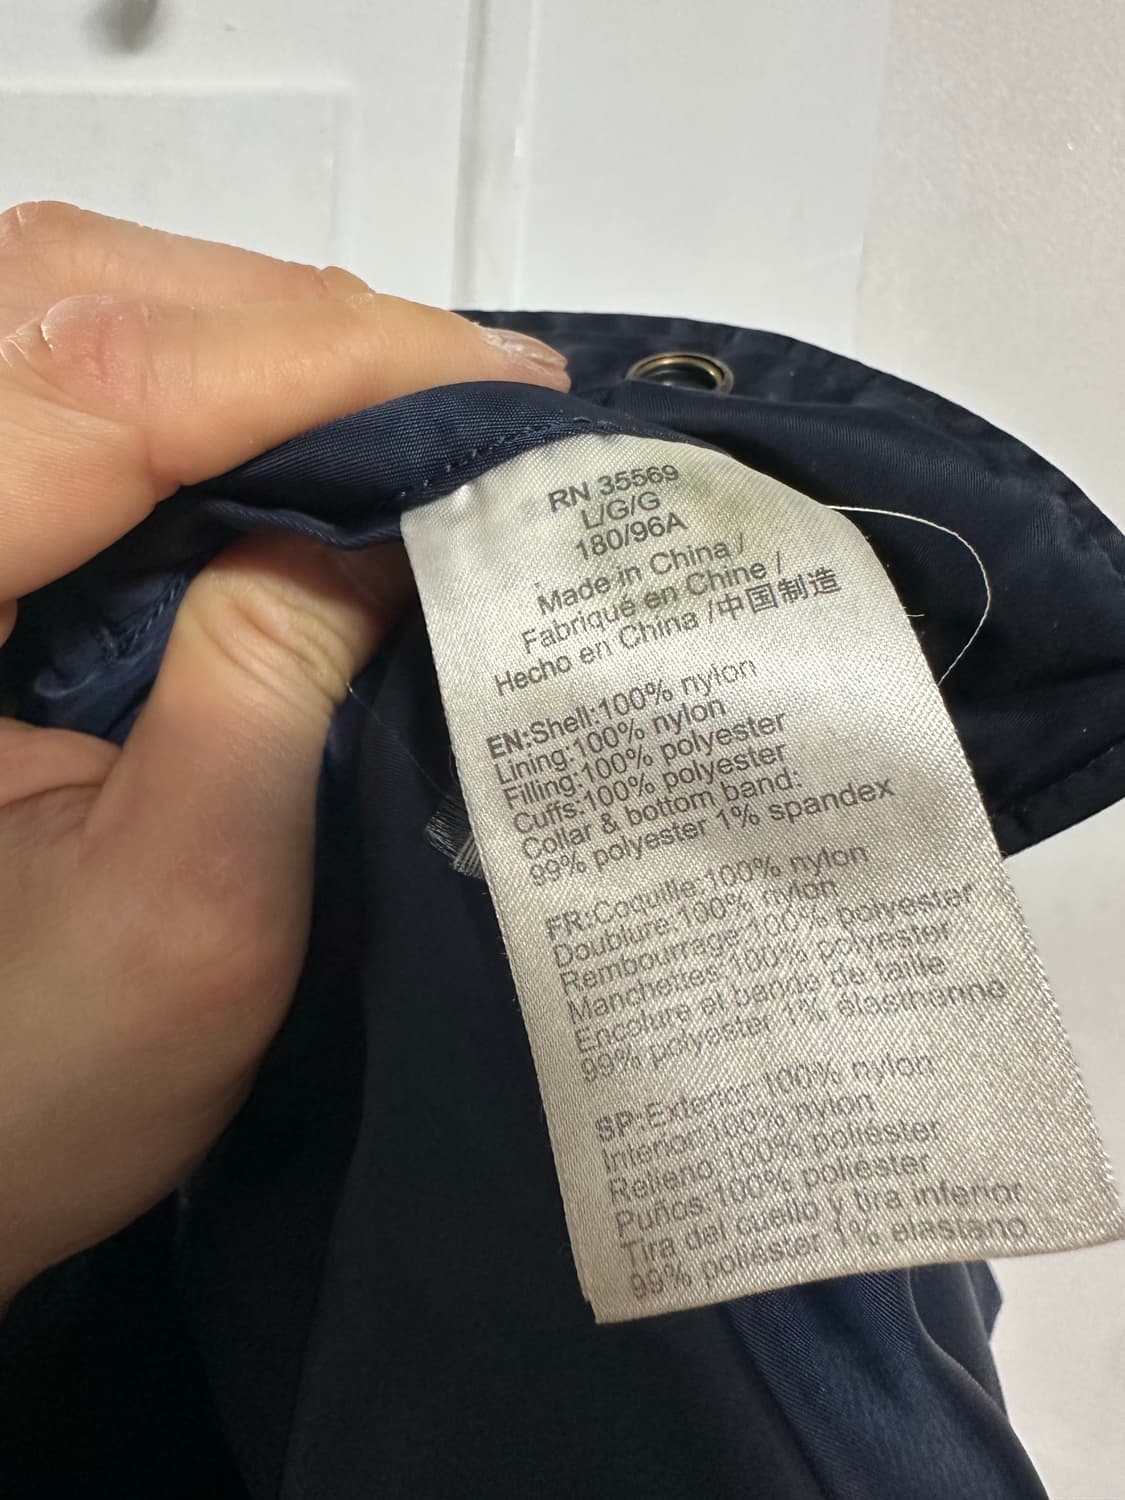 RN 35569
L/G/G
180/96A
Made in China /
Fabriqué en Chine /
Hecho en China /中国制造
EN:Shell:100% nylon
Lining:100% nylon
Filling:100% polyester
Cuffs:100% polyester
Collar & bottom band:
99% polyester 1% spandex
FR:Coquille:100% nylon
Doublure:100% nylon
Rembourrage:100% polyester
Manchettes:100% polyester
Encolure et bande de taille
99% polyester 1% élasthenne
SP:Exterior:100% nylon
Interior:100% nylon
Relleno:100% poliéster
Puños:100% poliéster
Tira del cuello y tira inferior
99% poliéster 1% elastano